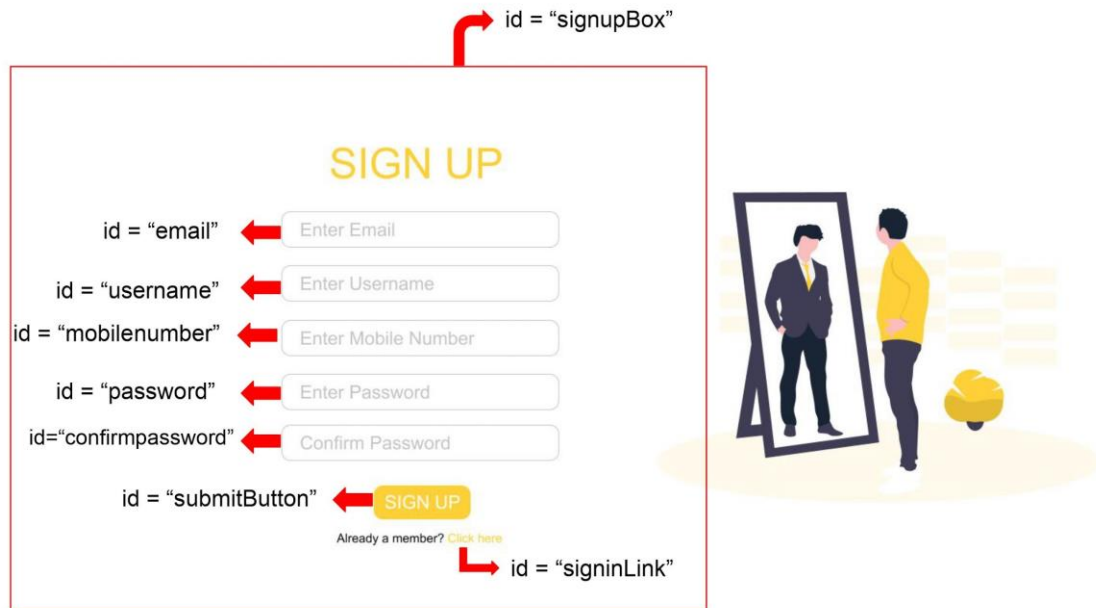 id = “signupBox”
SIGN UP
id = “email”
Enter Email
id = “username”
Enter Username
id = “mobilenumber”
Enter Mobile Number
id = “password”
Enter Password
id=“confirmpassword”
Confirm Password
id = “submitButton”
SIGN UP
Already a member? Click here
id = “signinLink”